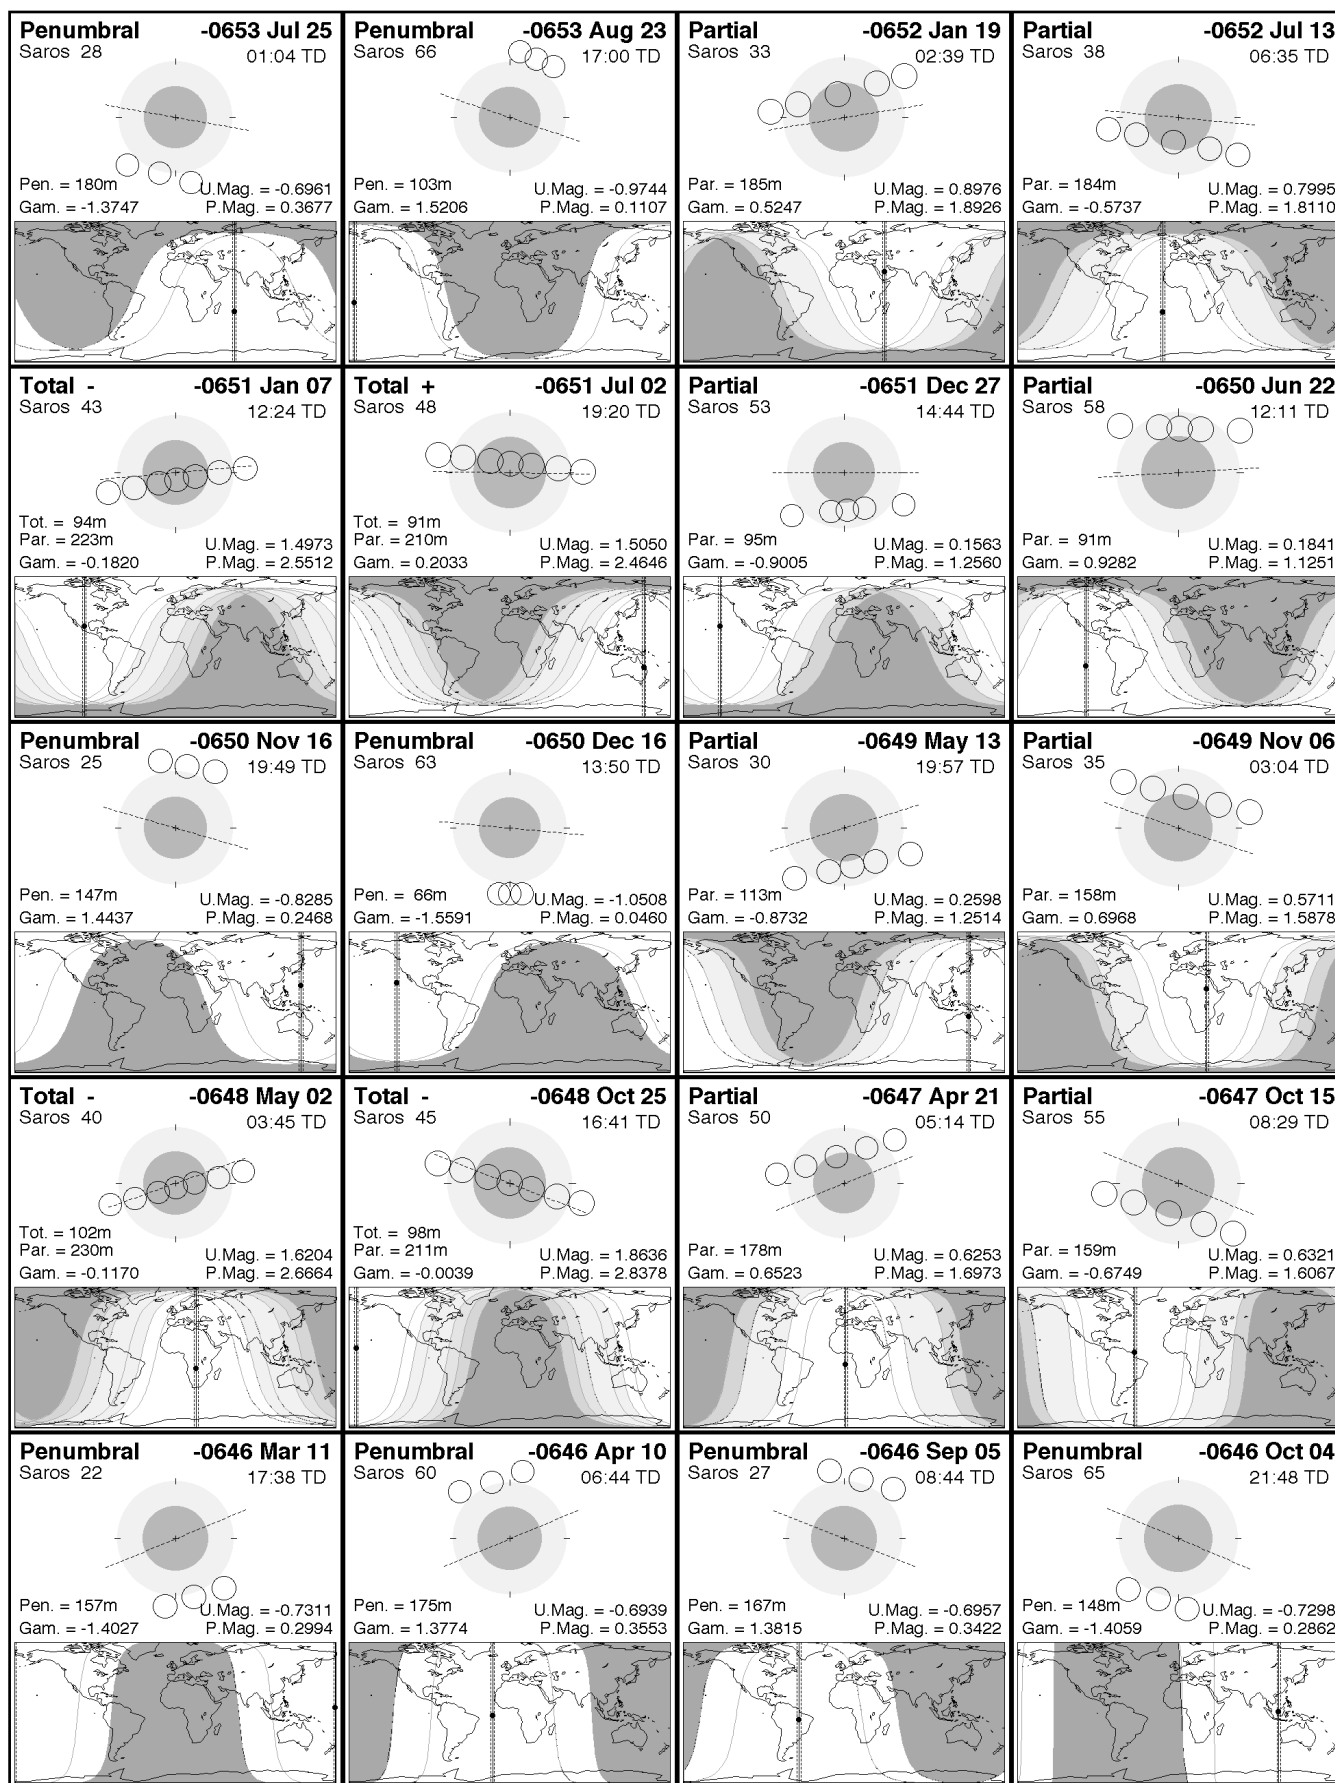 Penumbral -0653 Jul 25
Saros 28 01:04 TD
Pen. = 180m U.Mag. = -0.6961
Gam. = -1.3747 P.Mag. = 0.3677
Penumbral -0653 Aug 23
Saros 66 17:00 TD
Pen. = 103m U.Mag. = -0.9744
Gam. = 1.5206 P.Mag. = 0.1107
Partial -0652 Jan 19
Saros 33 02:39 TD
Par. = 185m U.Mag. = 0.8976
Gam. = 0.5247 P.Mag. = 1.8926
Partial -0652 Jul 13
Saros 38 06:35 TD
Par. = 184m U.Mag. = 0.7995
Gam. = -0.5737 P.Mag. = 1.8110
Total - -0651 Jan 07
Saros 43 12:24 TD
Tot. = 94m
Par. = 223m U.Mag. = 1.4973
Gam. = -0.1820 P.Mag. = 2.5512
Total + -0651 Jul 02
Saros 48 19:20 TD
Tot. = 91m
Par. = 210m U.Mag. = 1.5050
Gam. = 0.2033 P.Mag. = 2.4646
Partial -0651 Dec 27
Saros 53 14:44 TD
Par. = 95m U.Mag. = 0.1563
Gam. = -0.9005 P.Mag. = 1.2560
Partial -0650 Jun 22
Saros 58 12:11 TD
Par. = 91m U.Mag. = 0.1841
Gam. = 0.9282 P.Mag. = 1.1251
Penumbral -0650 Nov 16
Saros 25 19:49 TD
Pen. = 147m U.Mag. = -0.8285
Gam. = 1.4437 P.Mag. = 0.2468
Penumbral -0650 Dec 16
Saros 63 13:50 TD
Pen. = 66m U.Mag. = -1.0508
Gam. = -1.5591 P.Mag. = 0.0460
Partial -0649 May 13
Saros 30 19:57 TD
Par. = 113m U.Mag. = 0.2598
Gam. = -0.8732 P.Mag. = 1.2514
Partial -0649 Nov 06
Saros 35 03:04 TD
Par. = 158m U.Mag. = 0.5711
Gam. = 0.6968 P.Mag. = 1.5878
Total - -0648 May 02
Saros 40 03:45 TD
Tot. = 102m
Par. = 230m U.Mag. = 1.6204
Gam. = -0.1170 P.Mag. = 2.6664
Total - -0648 Oct 25
Saros 45 16:41 TD
Tot. = 98m
Par. = 211m U.Mag. = 1.8636
Gam. = -0.0039 P.Mag. = 2.8378
Partial -0647 Apr 21
Saros 50 05:14 TD
Par. = 178m U.Mag. = 0.6253
Gam. = 0.6523 P.Mag. = 1.6973
Partial -0647 Oct 15
Saros 55 08:29 TD
Par. = 159m U.Mag. = 0.6321
Gam. = -0.6749 P.Mag. = 1.6067
Penumbral -0646 Mar 11
Saros 22 17:38 TD
Pen. = 157m U.Mag. = -0.7311
Gam. = -1.4027 P.Mag. = 0.2994
Penumbral -0646 Apr 10
Saros 60 06:44 TD
Pen. = 175m U.Mag. = -0.6939
Gam. = 1.3774 P.Mag. = 0.3553
Penumbral -0646 Sep 05
Saros 27 08:44 TD
Pen. = 167m U.Mag. = -0.6957
Gam. = 1.3815 P.Mag. = 0.3422
Penumbral -0646 Oct 04
Saros 65 21:48 TD
Pen. = 148m U.Mag. = -0.7298
Gam. = -1.4059 P.Mag. = 0.2862